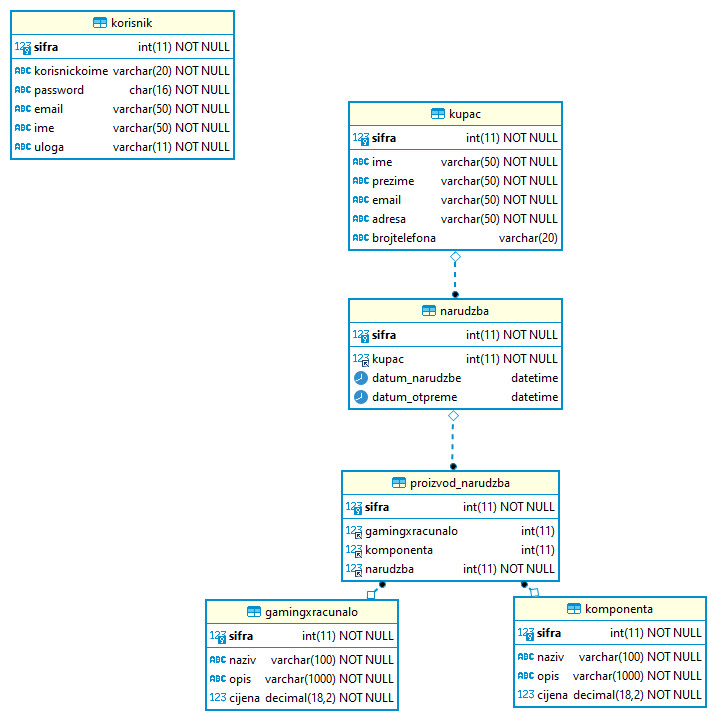 korisnik
123 sifra int(11) NOT NULL
ABC korisnickoime varchar(20) NOT NULL
ABC password char(16) NOT NULL
ABC email varchar(50) NOT NULL
ABC ime varchar(50) NOT NULL
ABC uloga varchar(11) NOT NULL
kupac
123 sifra int(11) NOT NULL
ABC ime varchar(50) NOT NULL
ABC prezime varchar(50) NOT NULL
ABC email varchar(50) NOT NULL
ABC adresa varchar(50) NOT NULL
ABC brojtelefona varchar(20)
narudzba
123 sifra int(11) NOT NULL
123 kupac int(11) NOT NULL
datum_narudzbe datetime
datum_otpreme datetime
proizvod_narudzba
123 sifra int(11) NOT NULL
123 gamingxracunalo int(11)
123 komponenta int(11)
123 narudzba int(11) NOT NULL
gamingxracunalo
123 sifra int(11) NOT NULL
ABC naziv varchar(100) NOT NULL
ABC opis varchar(1000) NOT NULL
123 cijena decimal(18,2) NOT NULL
komponenta
123 sifra int(11) NOT NULL
ABC naziv varchar(100) NOT NULL
ABC opis varchar(1000) NOT NULL
123 cijena decimal(18,2) NOT NULL